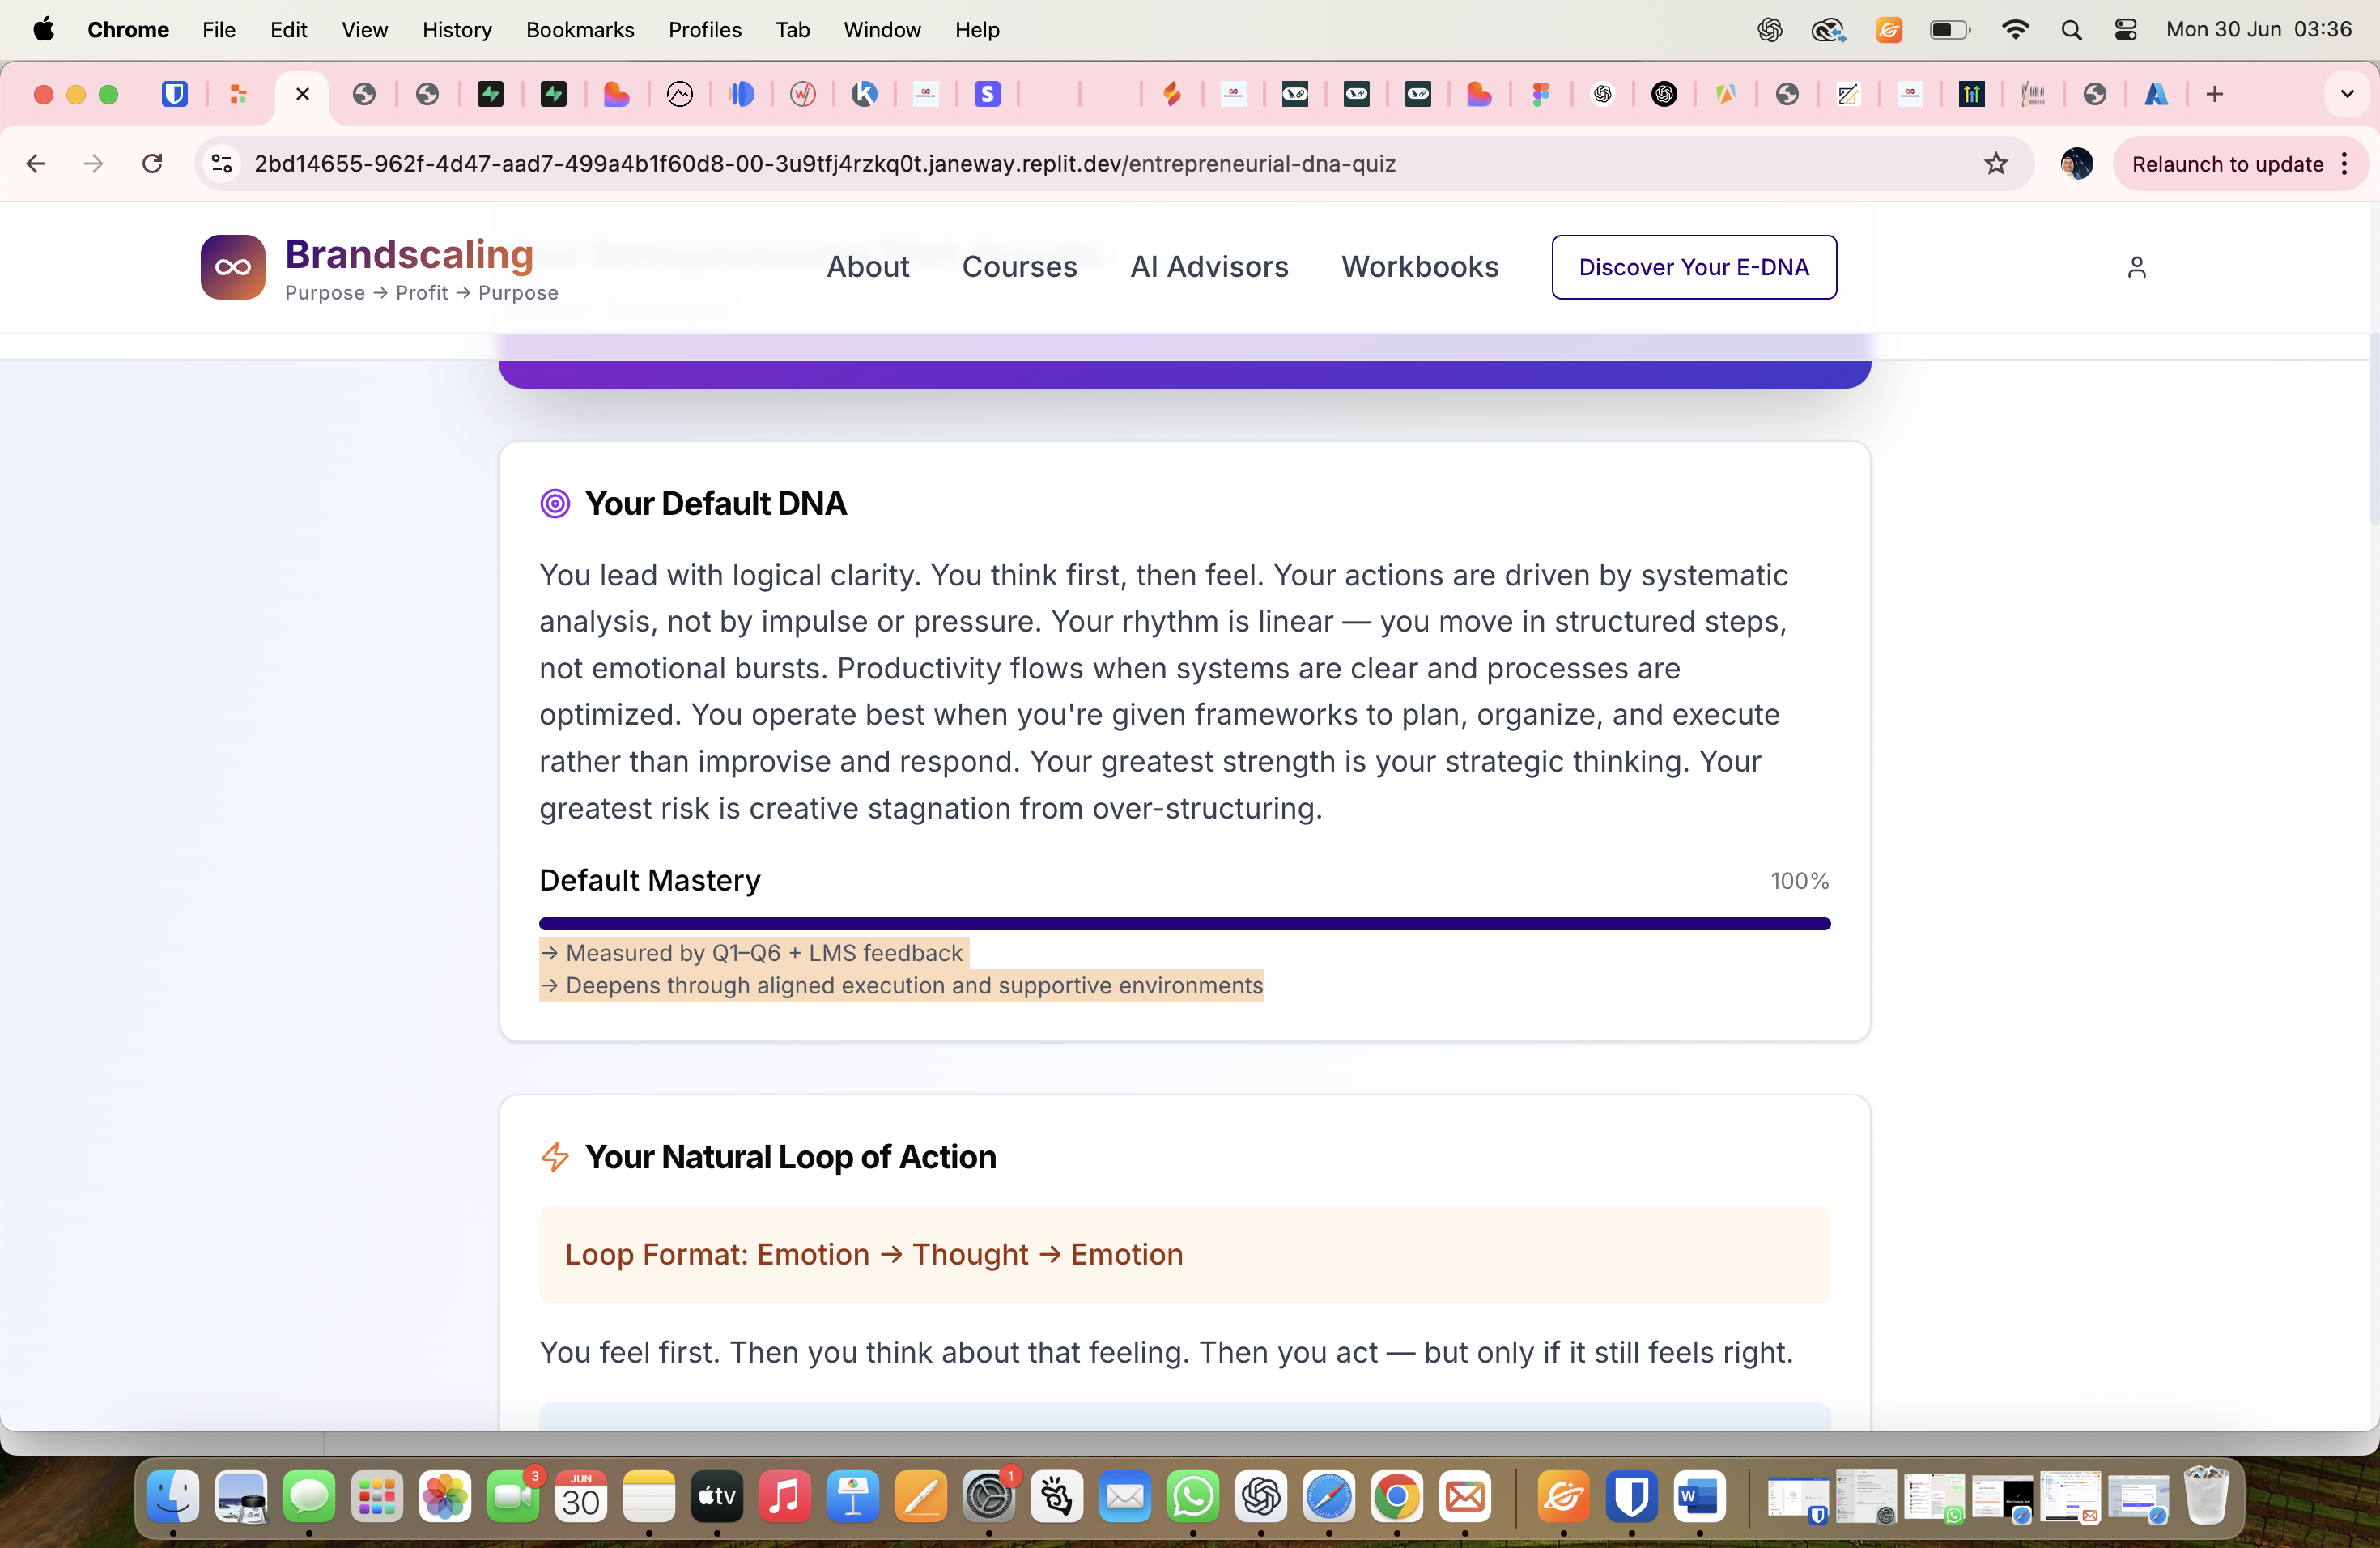 Chrome File Edit View History Bookmarks Profiles Tab Window Help Mon 30 Jun 03:36
2bd14655-962f-4d47-aad7-499a4b1f60d8-00-3u9tfj4rzkq0t.janeway.replit.dev/entrepreneurial-dna-quiz
Relaunch to update
Brandscaling
Purpose → Profit → Purpose
About Courses AI Advisors Workbooks Discover Your E-DNA
Your Default DNA
You lead with logical clarity. You think first, then feel. Your actions are driven by systematic
analysis, not by impulse or pressure. Your rhythm is linear — you move in structured steps,
not emotional bursts. Productivity flows when systems are clear and processes are
optimized. You operate best when you're given frameworks to plan, organize, and execute
rather than improvise and respond. Your greatest strength is your strategic thinking. Your
greatest risk is creative stagnation from over-structuring.
Default Mastery 100%
→ Measured by Q1–Q6 + LMS feedback
→ Deepens through aligned execution and supportive environments
Your Natural Loop of Action
Loop Format: Emotion → Thought → Emotion
You feel first. Then you think about that feeling. Then you act — but only if it still feels right.
3
JUN
30
tv
1
W